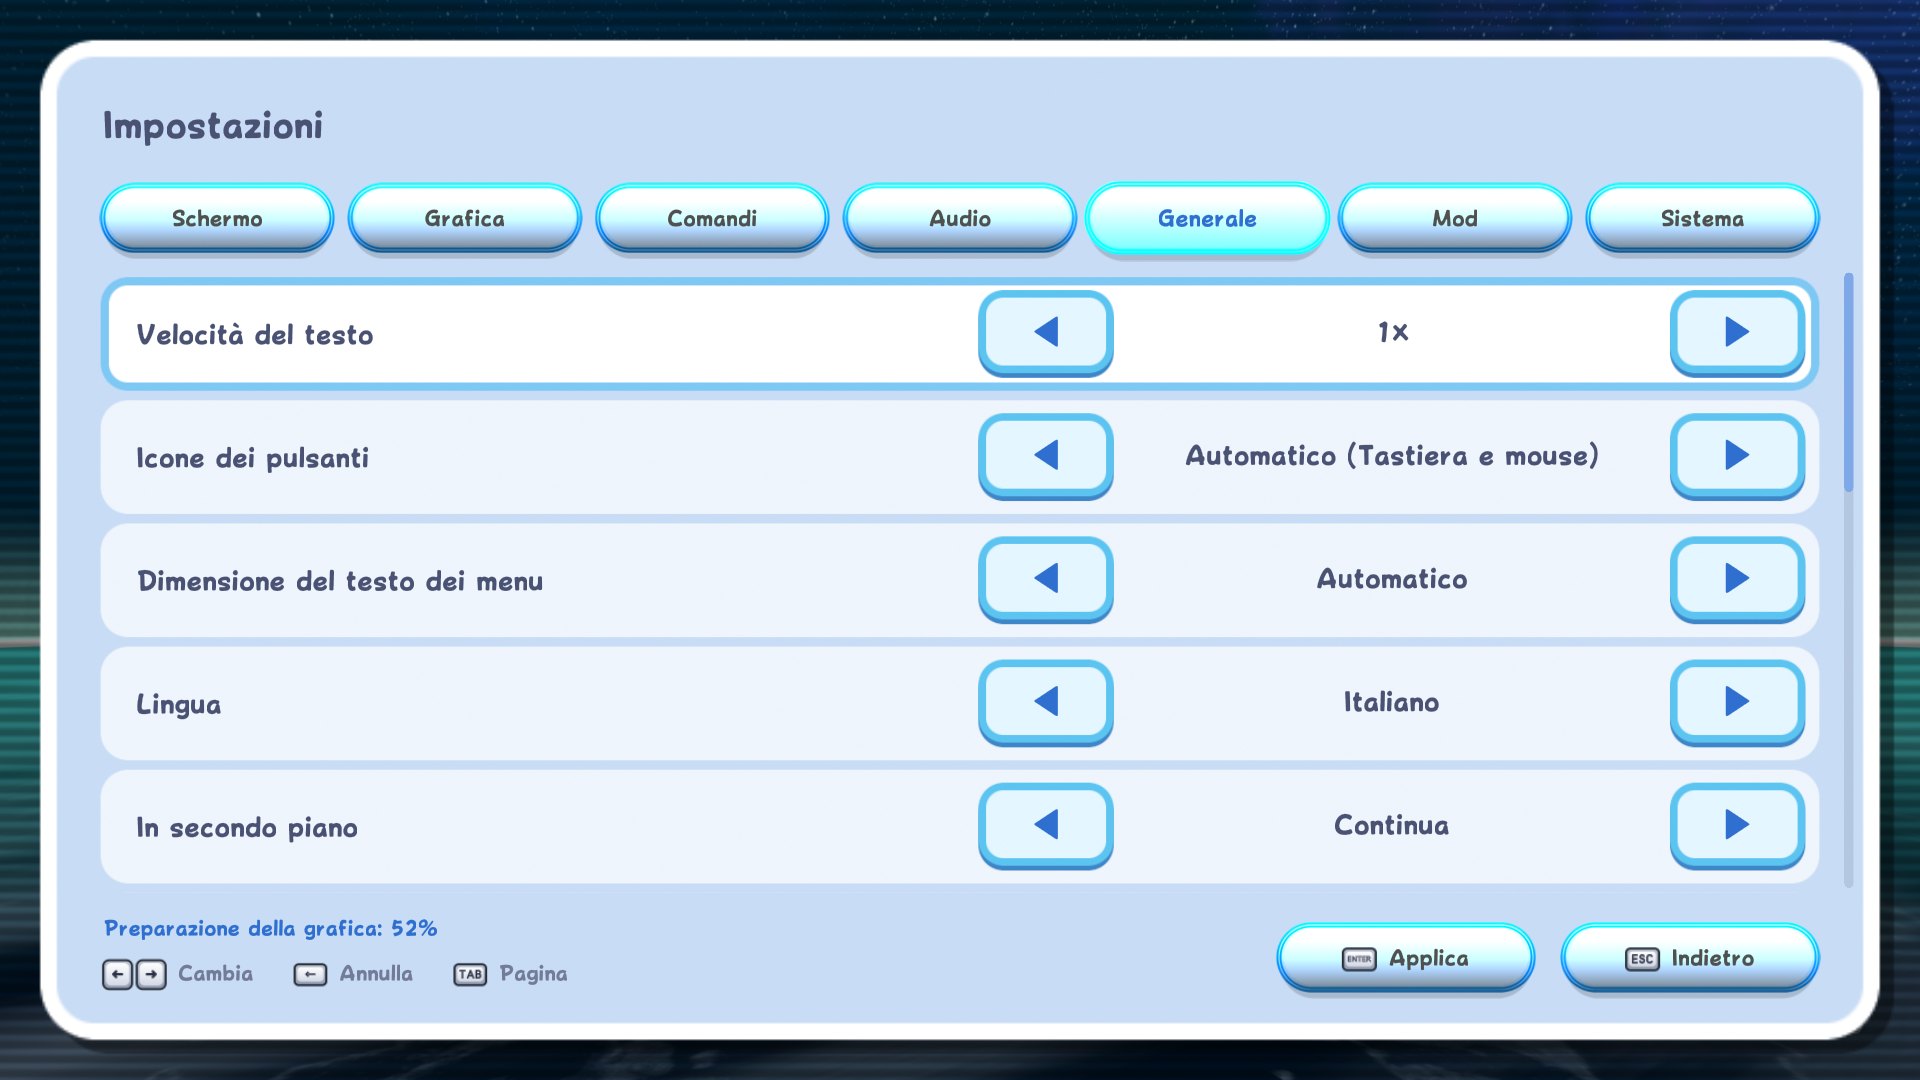 Impostazioni
Schermo Grafica Comandi Audio Generale Mod Sistema
Velocità del testo 1x
Icone dei pulsanti Automatico (Tastiera e mouse)
Dimensione del testo dei menu Automatico
Lingua Italiano
In secondo piano Continua
Preparazione della grafica: 52%
Cambia Annulla TAB Pagina ENTER Applica ESC Indietro